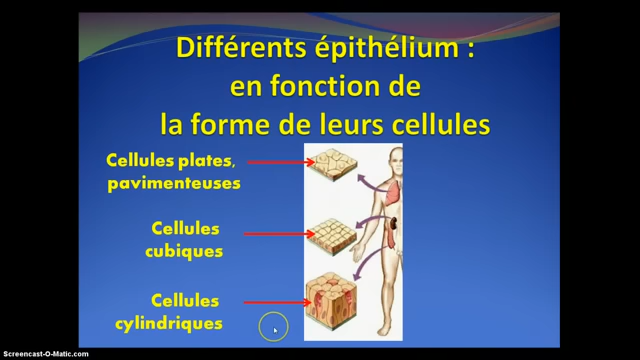 Différents épithélium :
en fonction de
la forme de leurs cellules
Cellules plates,
pavimenteuses
Cellules
cubiques
Cellules
cylindriques
Screencast-O-Matic.com